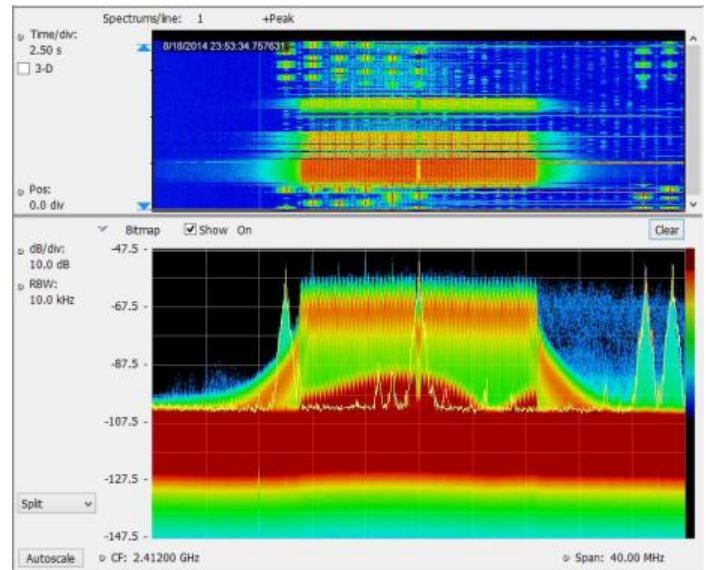 Spectrums/line: 1 +Peak
Time/div:
2.50 s
3-D
8/18/2014 23:53:34.757631
Pos:
0.0 div
Bitmap Show On Clear
dB/div:
10.0 dB
RBW:
10.0 kHz
-47.5
-67.5
-87.5
-107.5
-127.5
-147.5
Split
Autoscale CF: 2.41200 GHz Span: 40.00 MHz